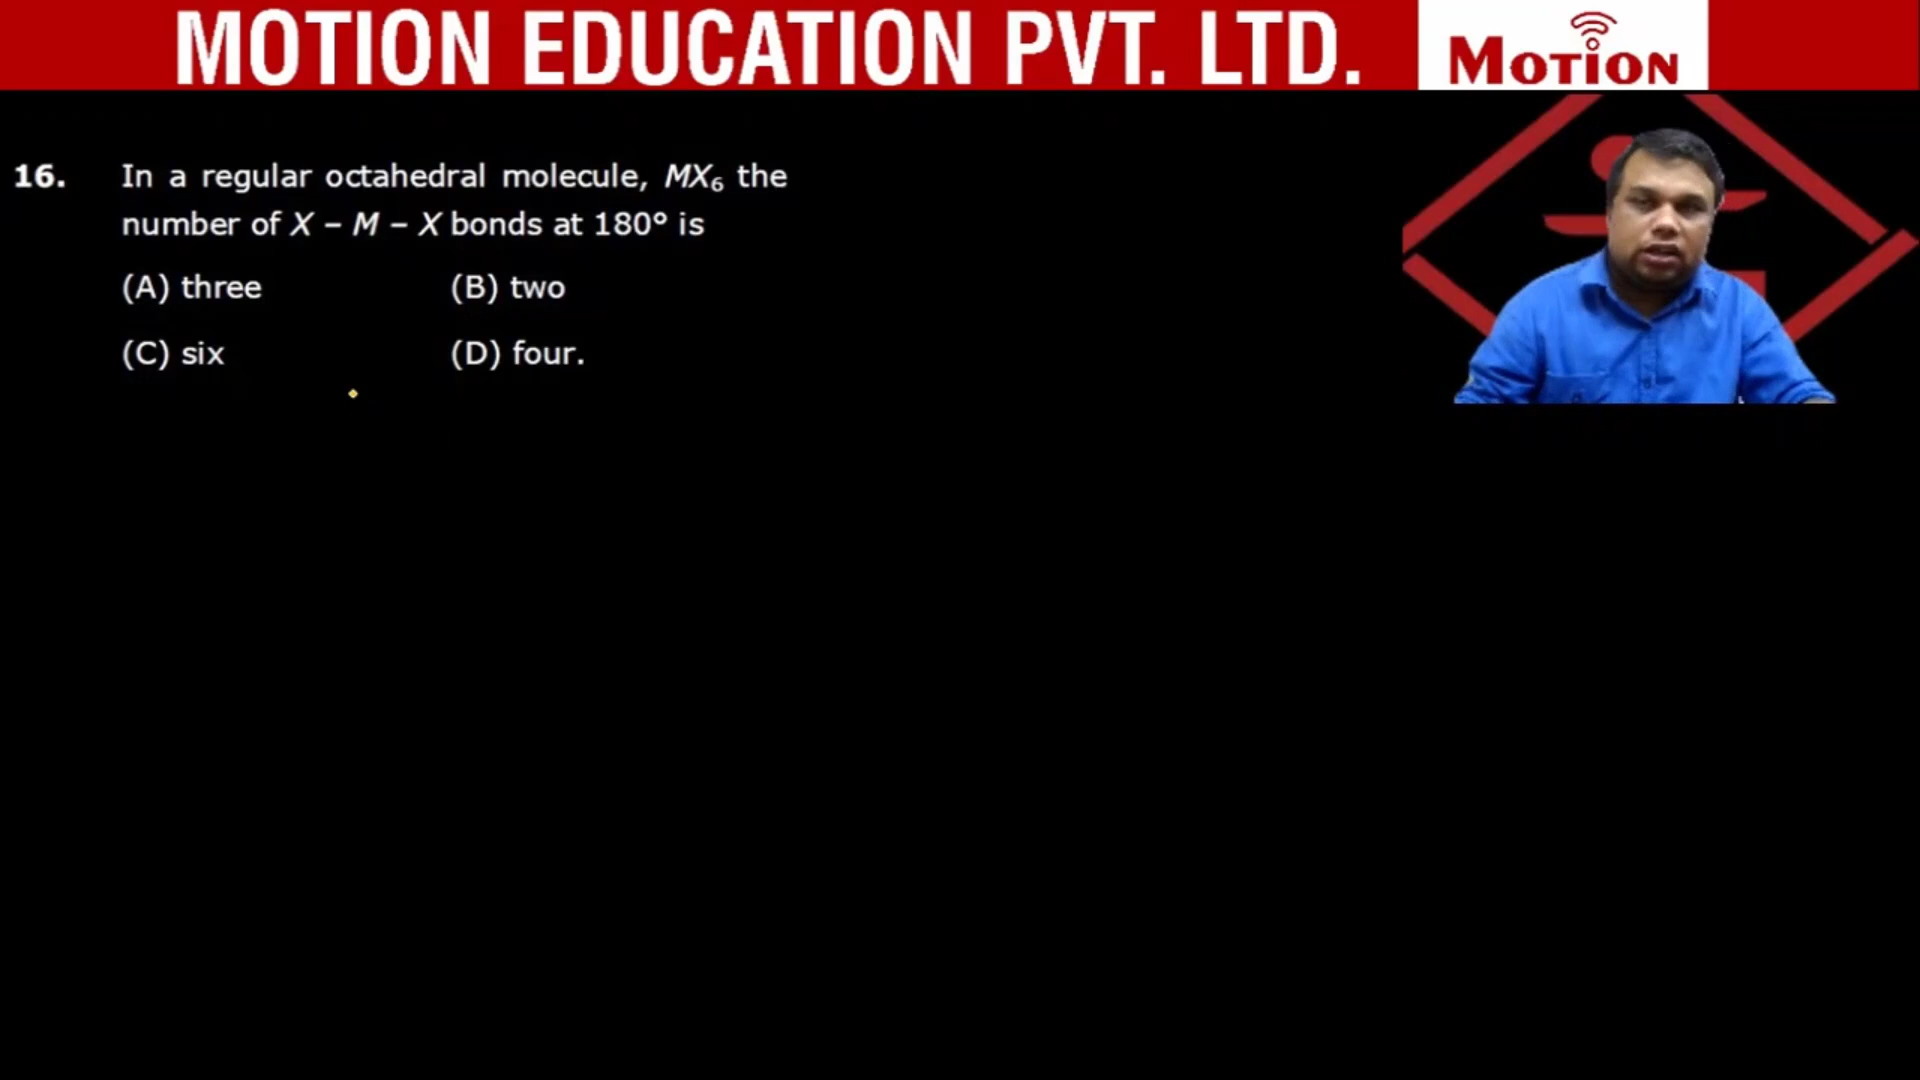 MOTION EDUCATION PVT. LTD.
MOTION
16. In a regular octahedral molecule, MX₆ the
number of X – M – X bonds at 180° is
(A) three (B) two
(C) six (D) four.